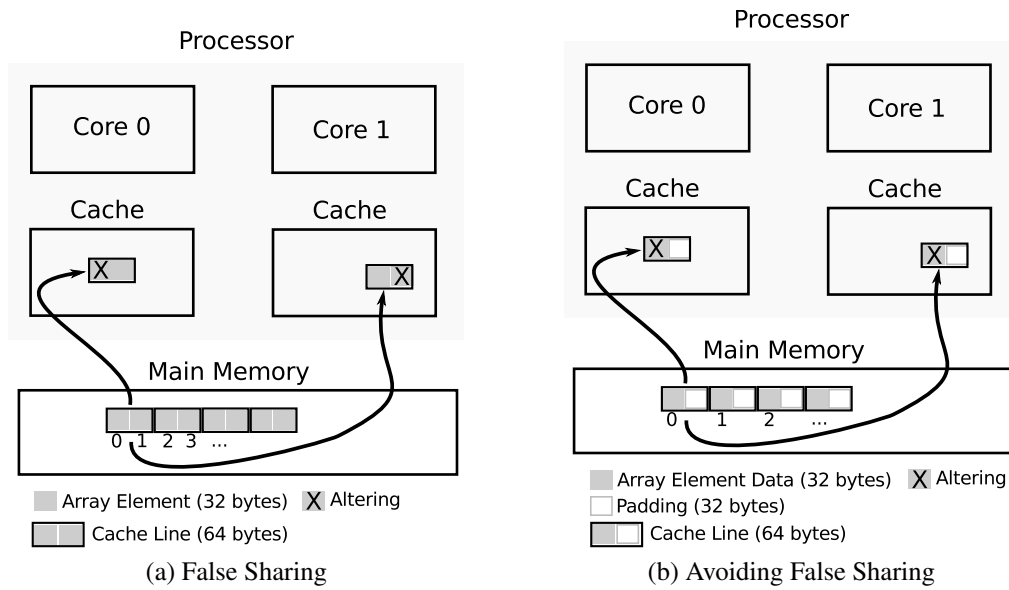 Processor
Core 0
Core 1
Cache
Cache
X
X
Main Memory
0 1 2 3 ...
Array Element (32 bytes) X Altering
Cache Line (64 bytes)
(a) False Sharing
Processor
Core 0
Core 1
Cache
Cache
X
X
Main Memory
0 1 2 ...
Array Element Data (32 bytes) X Altering
Padding (32 bytes)
Cache Line (64 bytes)
(b) Avoiding False Sharing